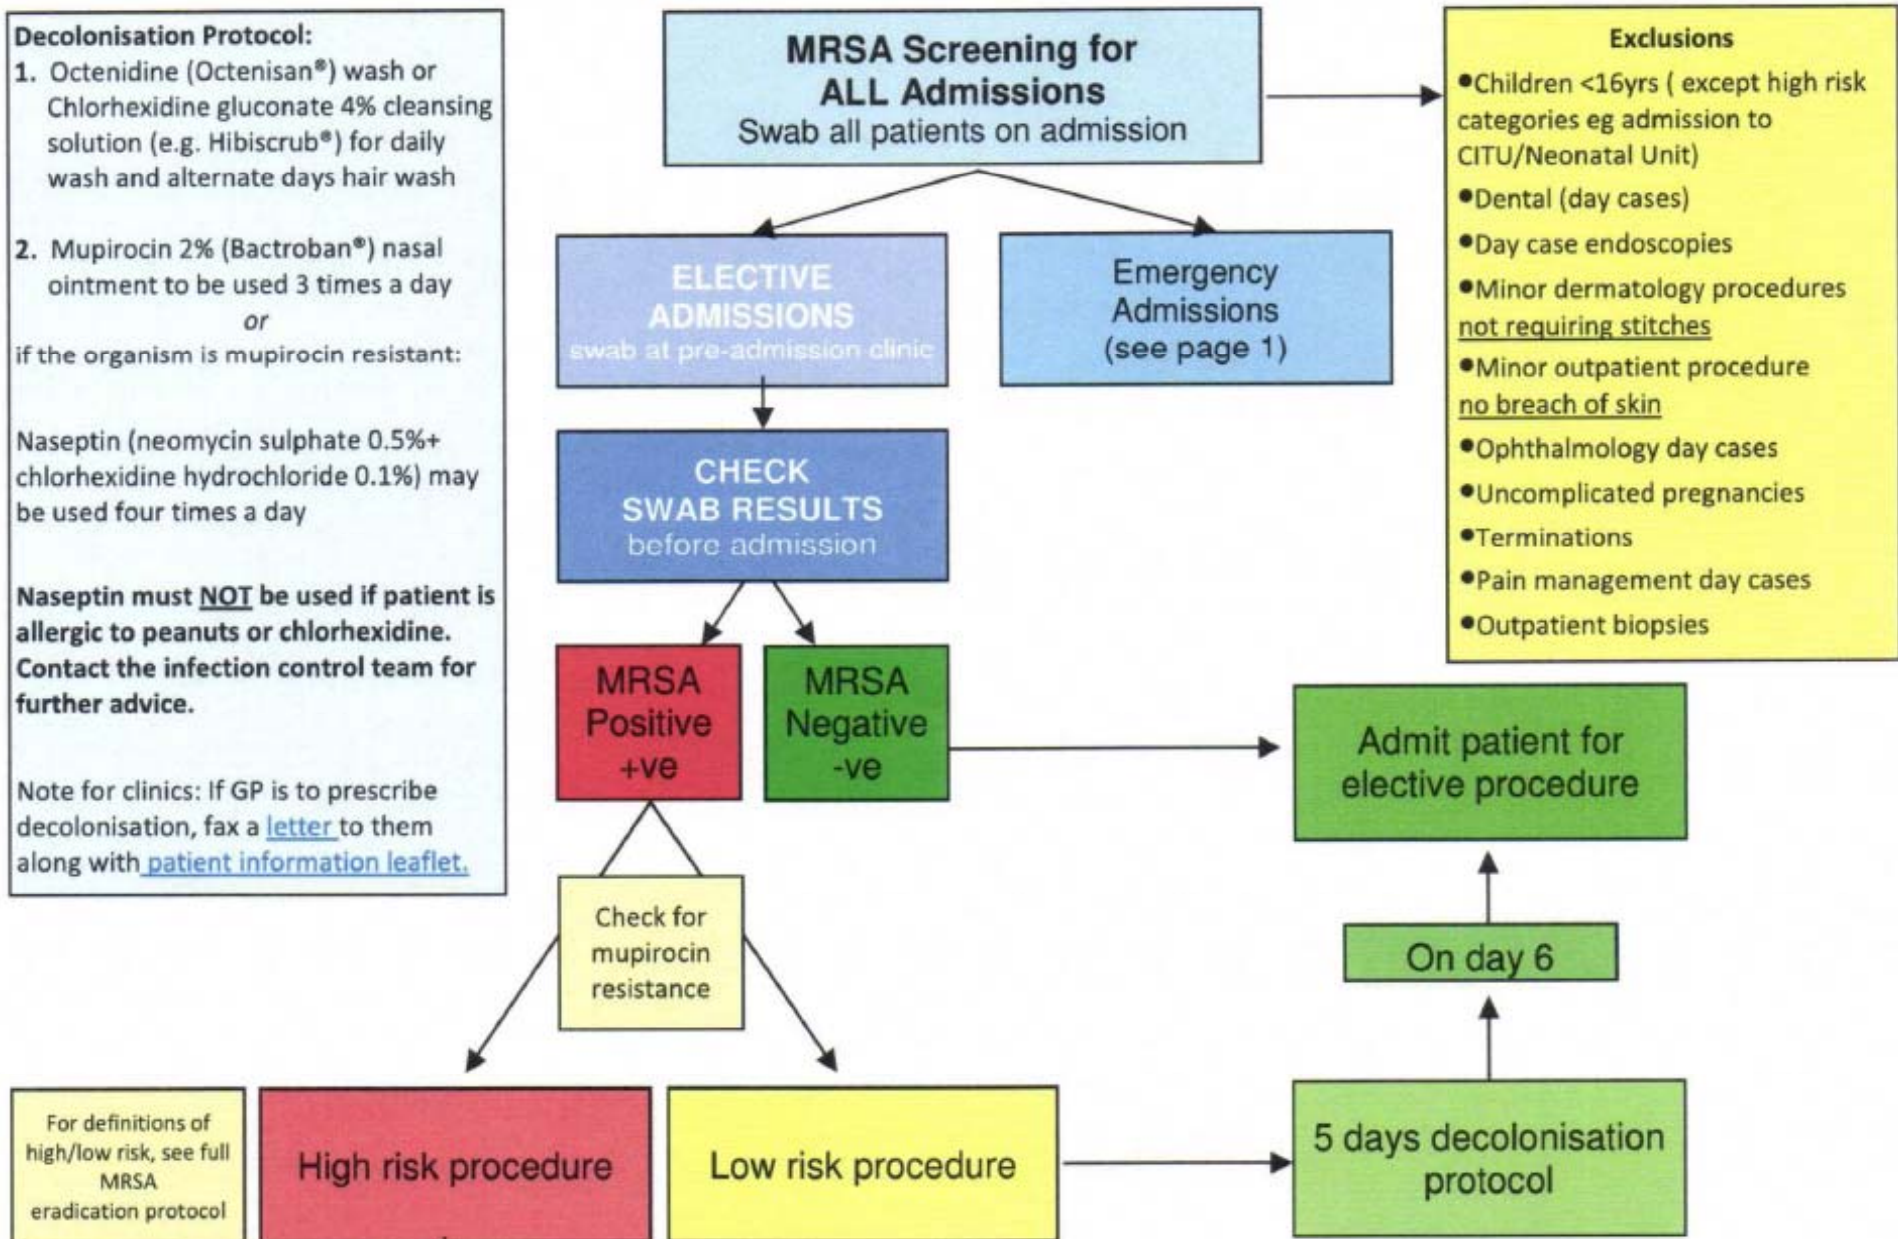 Decolonisation Protocol:
1. Octenidine (Octenisan®) wash or
Chlorhexidine gluconate 4% cleansing
solution (e.g. Hibiscrub®) for daily
wash and alternate days hair wash
2. Mupirocin 2% (Bactroban®) nasal
ointment to be used 3 times a day
or
if the organism is mupirocin resistant:
Naseptin (neomycin sulphate 0.5%+
chlorhexidine hydrochloride 0.1%) may
be used four times a day
Naseptin must NOT be used if patient is
allergic to peanuts or chlorhexidine.
Contact the infection control team for
further advice.
Note for clinics: If GP is to prescribe
decolonisation, fax a letter to them
along with patient information leaflet.
MRSA Screening for
ALL Admissions
Swab all patients on admission
Exclusions
•Children <16yrs ( except high risk
categories eg admission to
CITU/Neonatal Unit)
•Dental (day cases)
•Day case endoscopies
•Minor dermatology procedures
not requiring stitches
•Minor outpatient procedure
no breach of skin
•Ophthalmology day cases
•Uncomplicated pregnancies
•Terminations
•Pain management day cases
•Outpatient biopsies
ELECTIVE
ADMISSIONS
swab at pre-admission clinic
Emergency
Admissions
(see page 1)
CHECK
SWAB RESULTS
before admission
MRSA
Positive
+ve
MRSA
Negative
-ve
Admit patient for
elective procedure
Check for
mupirocin
resistance
On day 6
For definitions of
high/low risk, see full
MRSA
eradication protocol
High risk procedure
Low risk procedure
5 days decolonisation
protocol